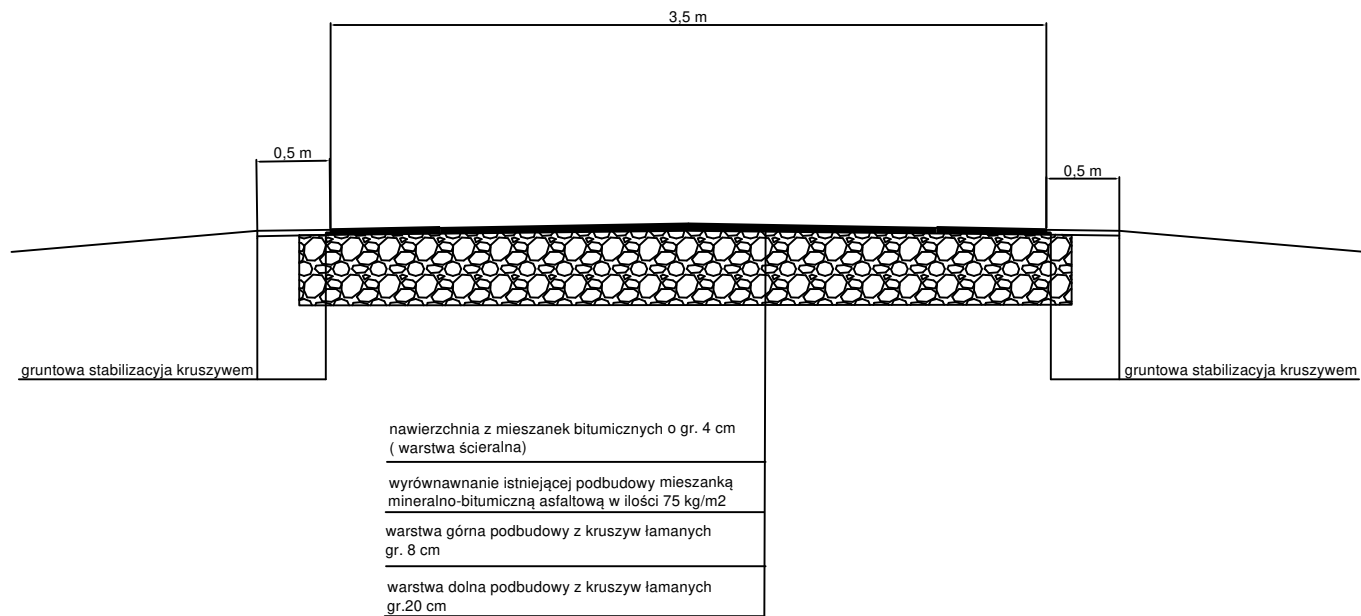 3,5 m
0,5 m
0,5 m
gruntowa stabilizacyja kruszywem
gruntowa stabilizacyja kruszywem
nawierzchnia z mieszanek bitumicznych o gr. 4 cm
( warstwa ścieralna)
wyrównawnanie istniejącej podbudowy mieszanką
mineralno-bitumiczną asfaltową w ilości 75 kg/m2
warstwa górna podbudowy z kruszyw łamanych
gr. 8 cm
warstwa dolna podbudowy z kruszyw łamanych
gr.20 cm